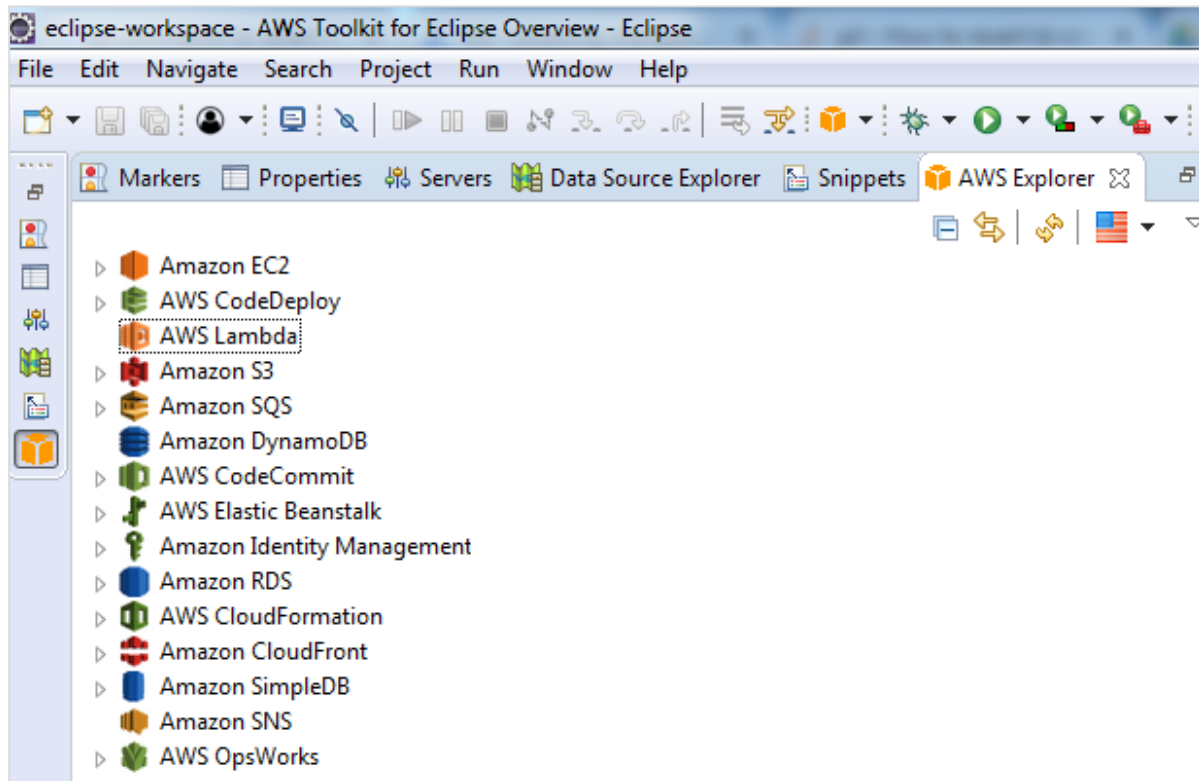 eclipse-workspace - AWS Toolkit for Eclipse Overview - Eclipse
File Edit Navigate Search Project Run Window Help
Markers Properties Servers Data Source Explorer Snippets AWS Explorer
Amazon EC2
AWS CodeDeploy
AWS Lambda
Amazon S3
Amazon SQS
Amazon DynamoDB
AWS CodeCommit
AWS Elastic Beanstalk
Amazon Identity Management
Amazon RDS
AWS CloudFormation
Amazon CloudFront
Amazon SimpleDB
Amazon SNS
AWS OpsWorks